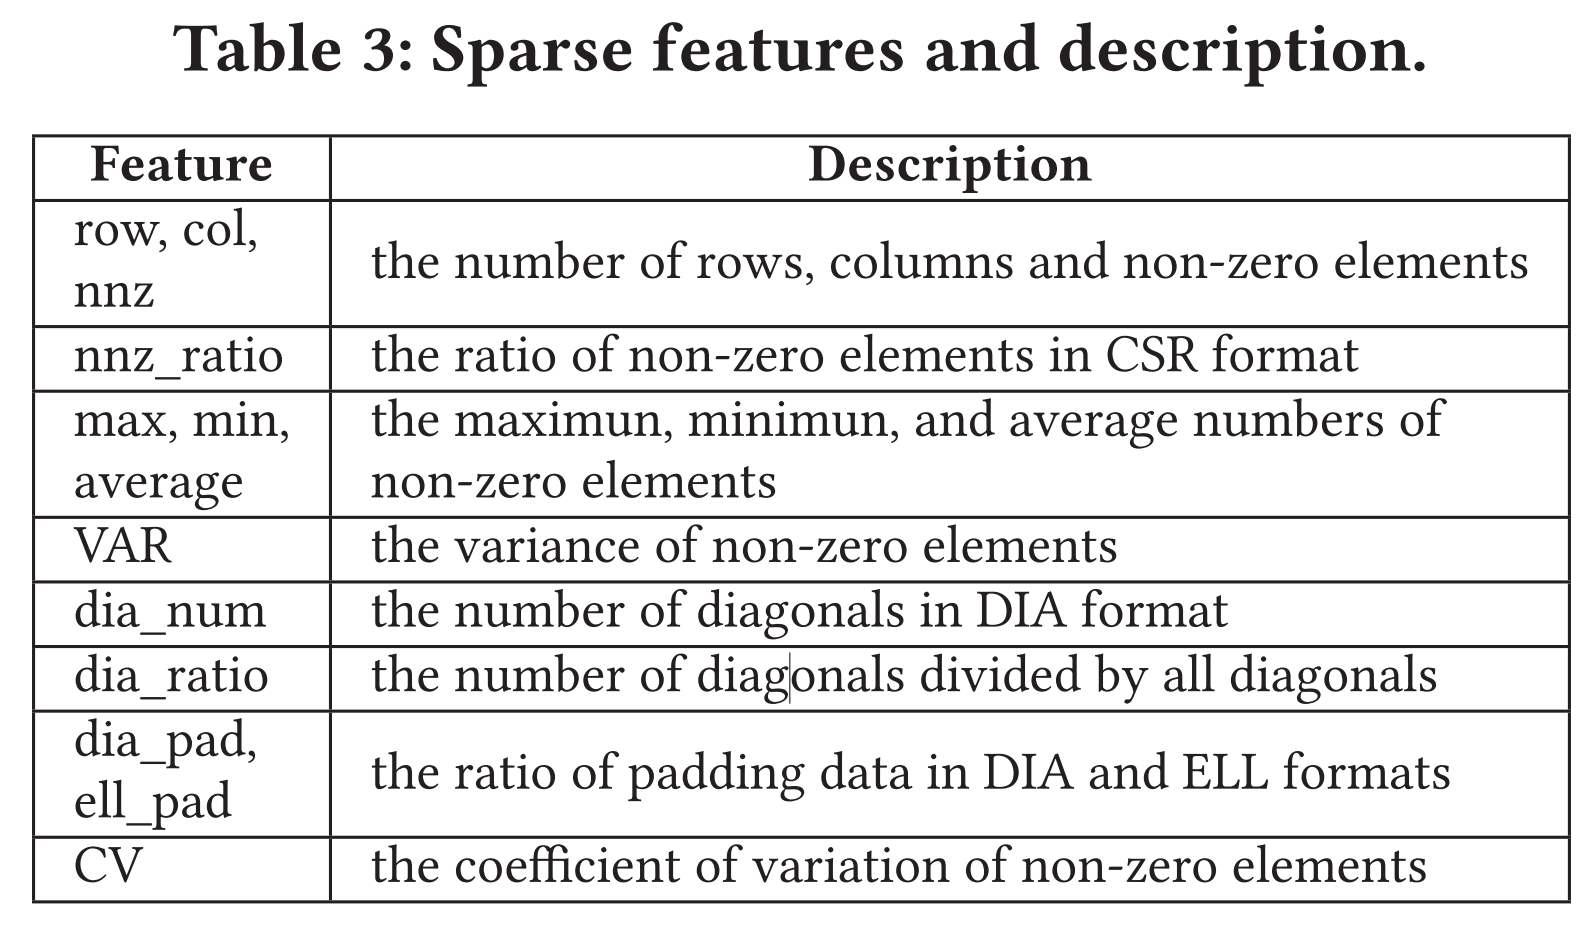 Table 3: Sparse features and description.
Feature Description
row, col,
nnz
the number of rows, columns and non-zero elements
nnz_ratio the ratio of non-zero elements in CSR format
max, min,
average
the maximun, minimun, and average numbers of
non-zero elements
VAR the variance of non-zero elements
dia_num the number of diagonals in DIA format
dia_ratio the number of diagonals divided by all diagonals
dia_pad,
ell_pad
the ratio of padding data in DIA and ELL formats
CV the coefficient of variation of non-zero elements